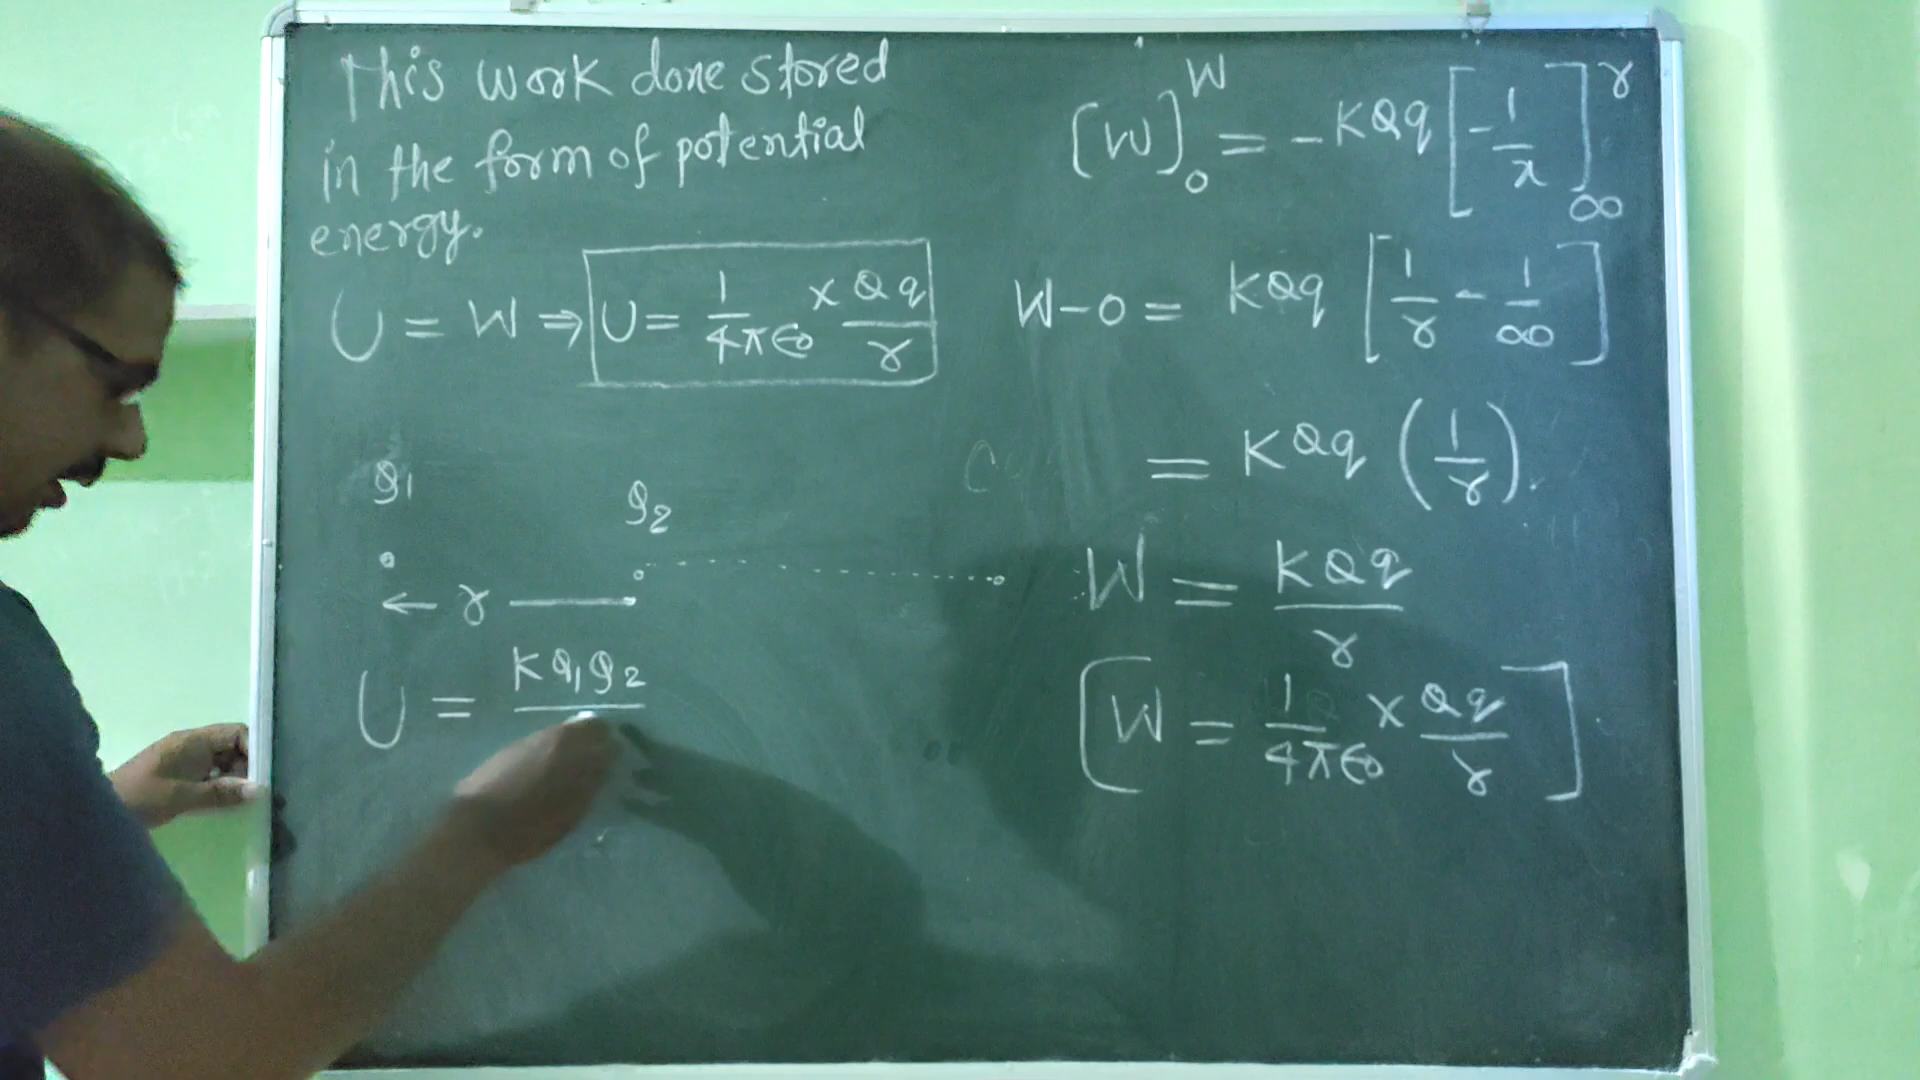 This work done stored
in the form of potential
energy.
U = W ⇒ U = 1/4πε0 × Qq/r
q1 q2
← r —
U = KQ1Q2
[W]₀^W = -KQq [-1/x]_∞^r
W-0 = KQq [1/r - 1/∞]
= KQq (1/r).
W = KQq/r
[W = 1/4πε0 × Qq/r]